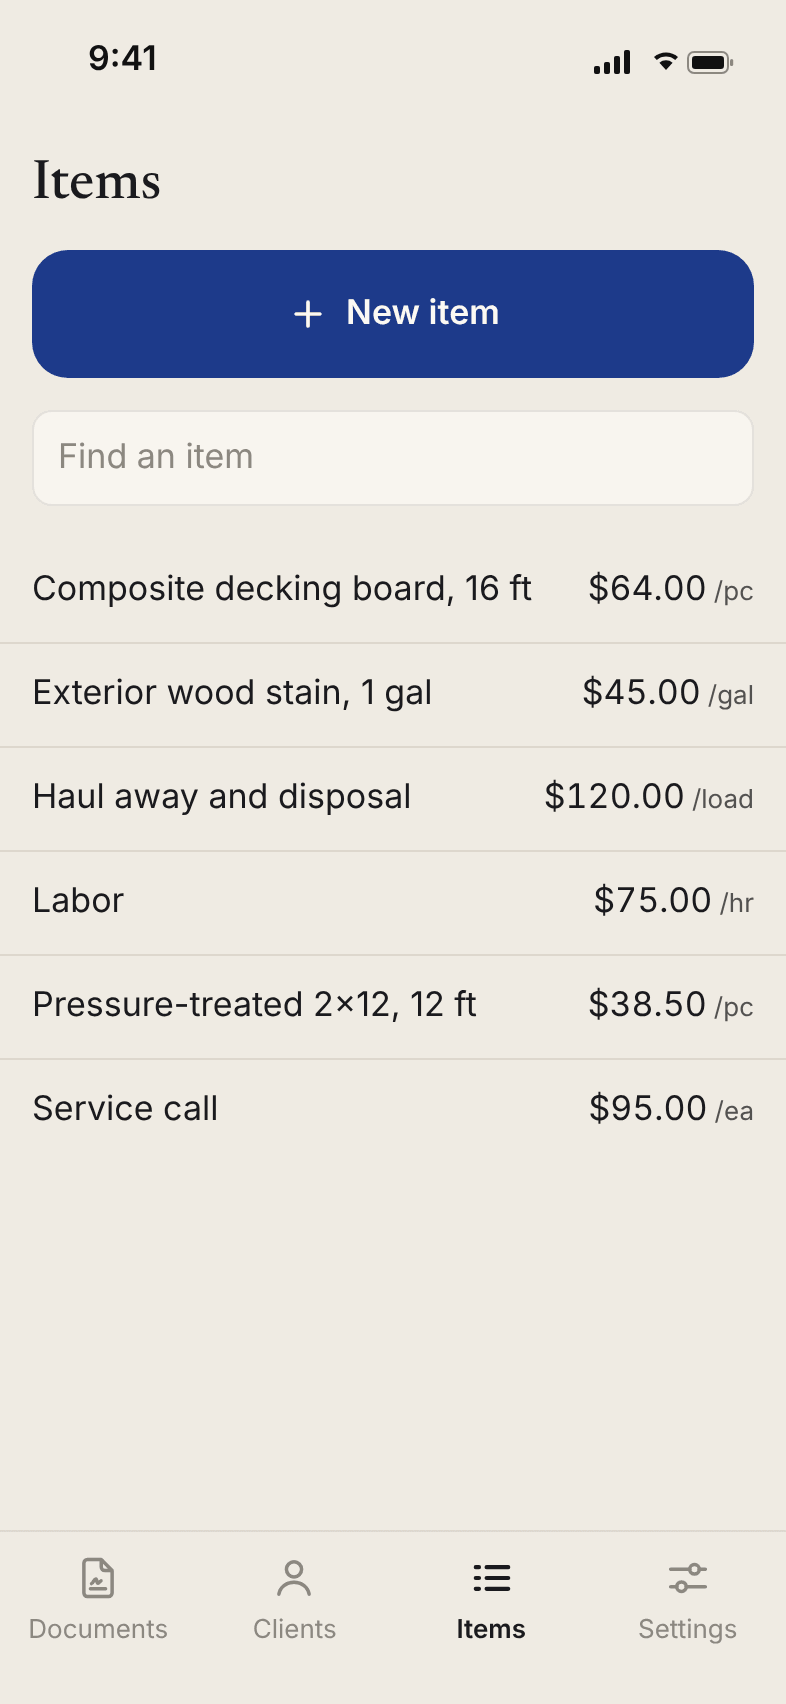 9:41
Items
New item
Find an item
Composite decking board, 16 ft $64.00 /pc
Exterior wood stain, 1 gal $45.00 /gal
Haul away and disposal $120.00 /load
Labor $75.00 /hr
Pressure-treated 2×12, 12 ft $38.50 /pc
Service call $95.00 /ea
Documents Clients Items Settings